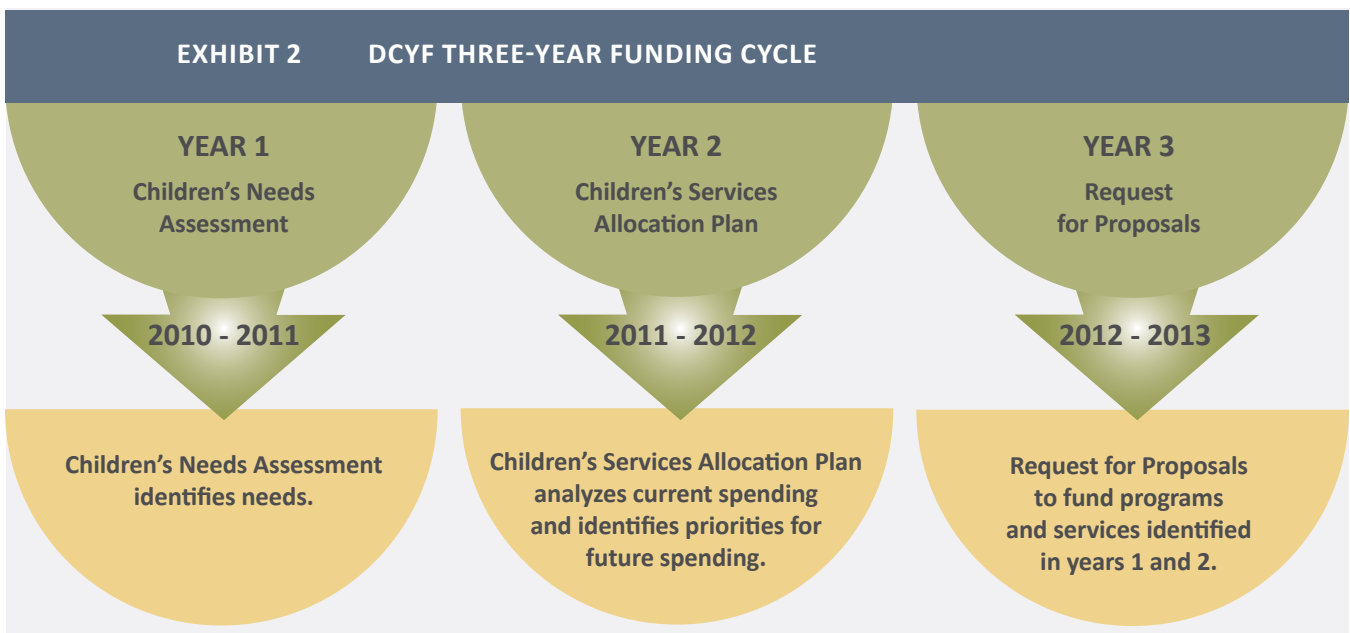 EXHIBIT 2 DCYF THREE-YEAR FUNDING CYCLE
YEAR 1
Children’s Needs
Assessment
2010 - 2011
Children’s Needs Assessment
identifies needs.
YEAR 2
Children’s Services
Allocation Plan
2011 - 2012
Children’s Services Allocation Plan
analyzes current spending
and identifies priorities for
future spending.
YEAR 3
Request
for Proposals
2012 - 2013
Request for Proposals
to fund programs
and services identified
in years 1 and 2.